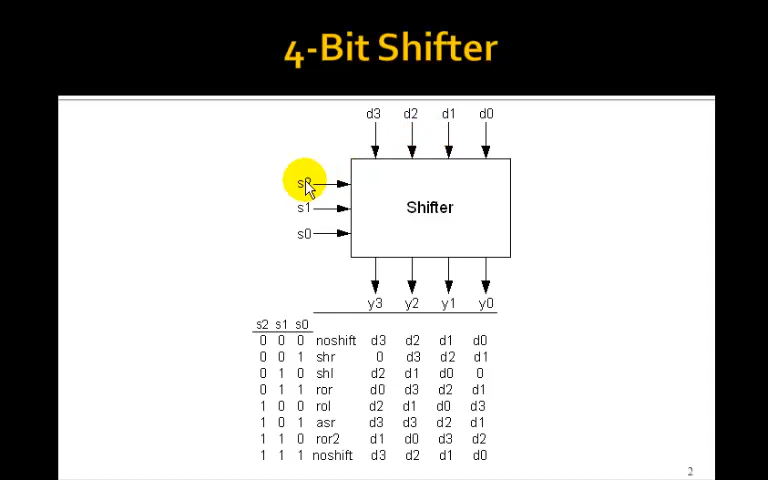 4-Bit Shifter
d3 d2 d1 d0
s1
s0
Shifter
y3 y2 y1 y0
s2 s1 s0
0 0 0 noshift d3 d2 d1 d0
0 0 1 shr 0 d3 d2 d1
0 1 0 shl d2 d1 d0 0
0 1 1 ror d0 d3 d2 d1
1 0 0 rol d2 d1 d0 d3
1 0 1 asr d3 d3 d2 d1
1 1 0 ror2 d1 d0 d3 d2
1 1 1 noshift d3 d2 d1 d0
2